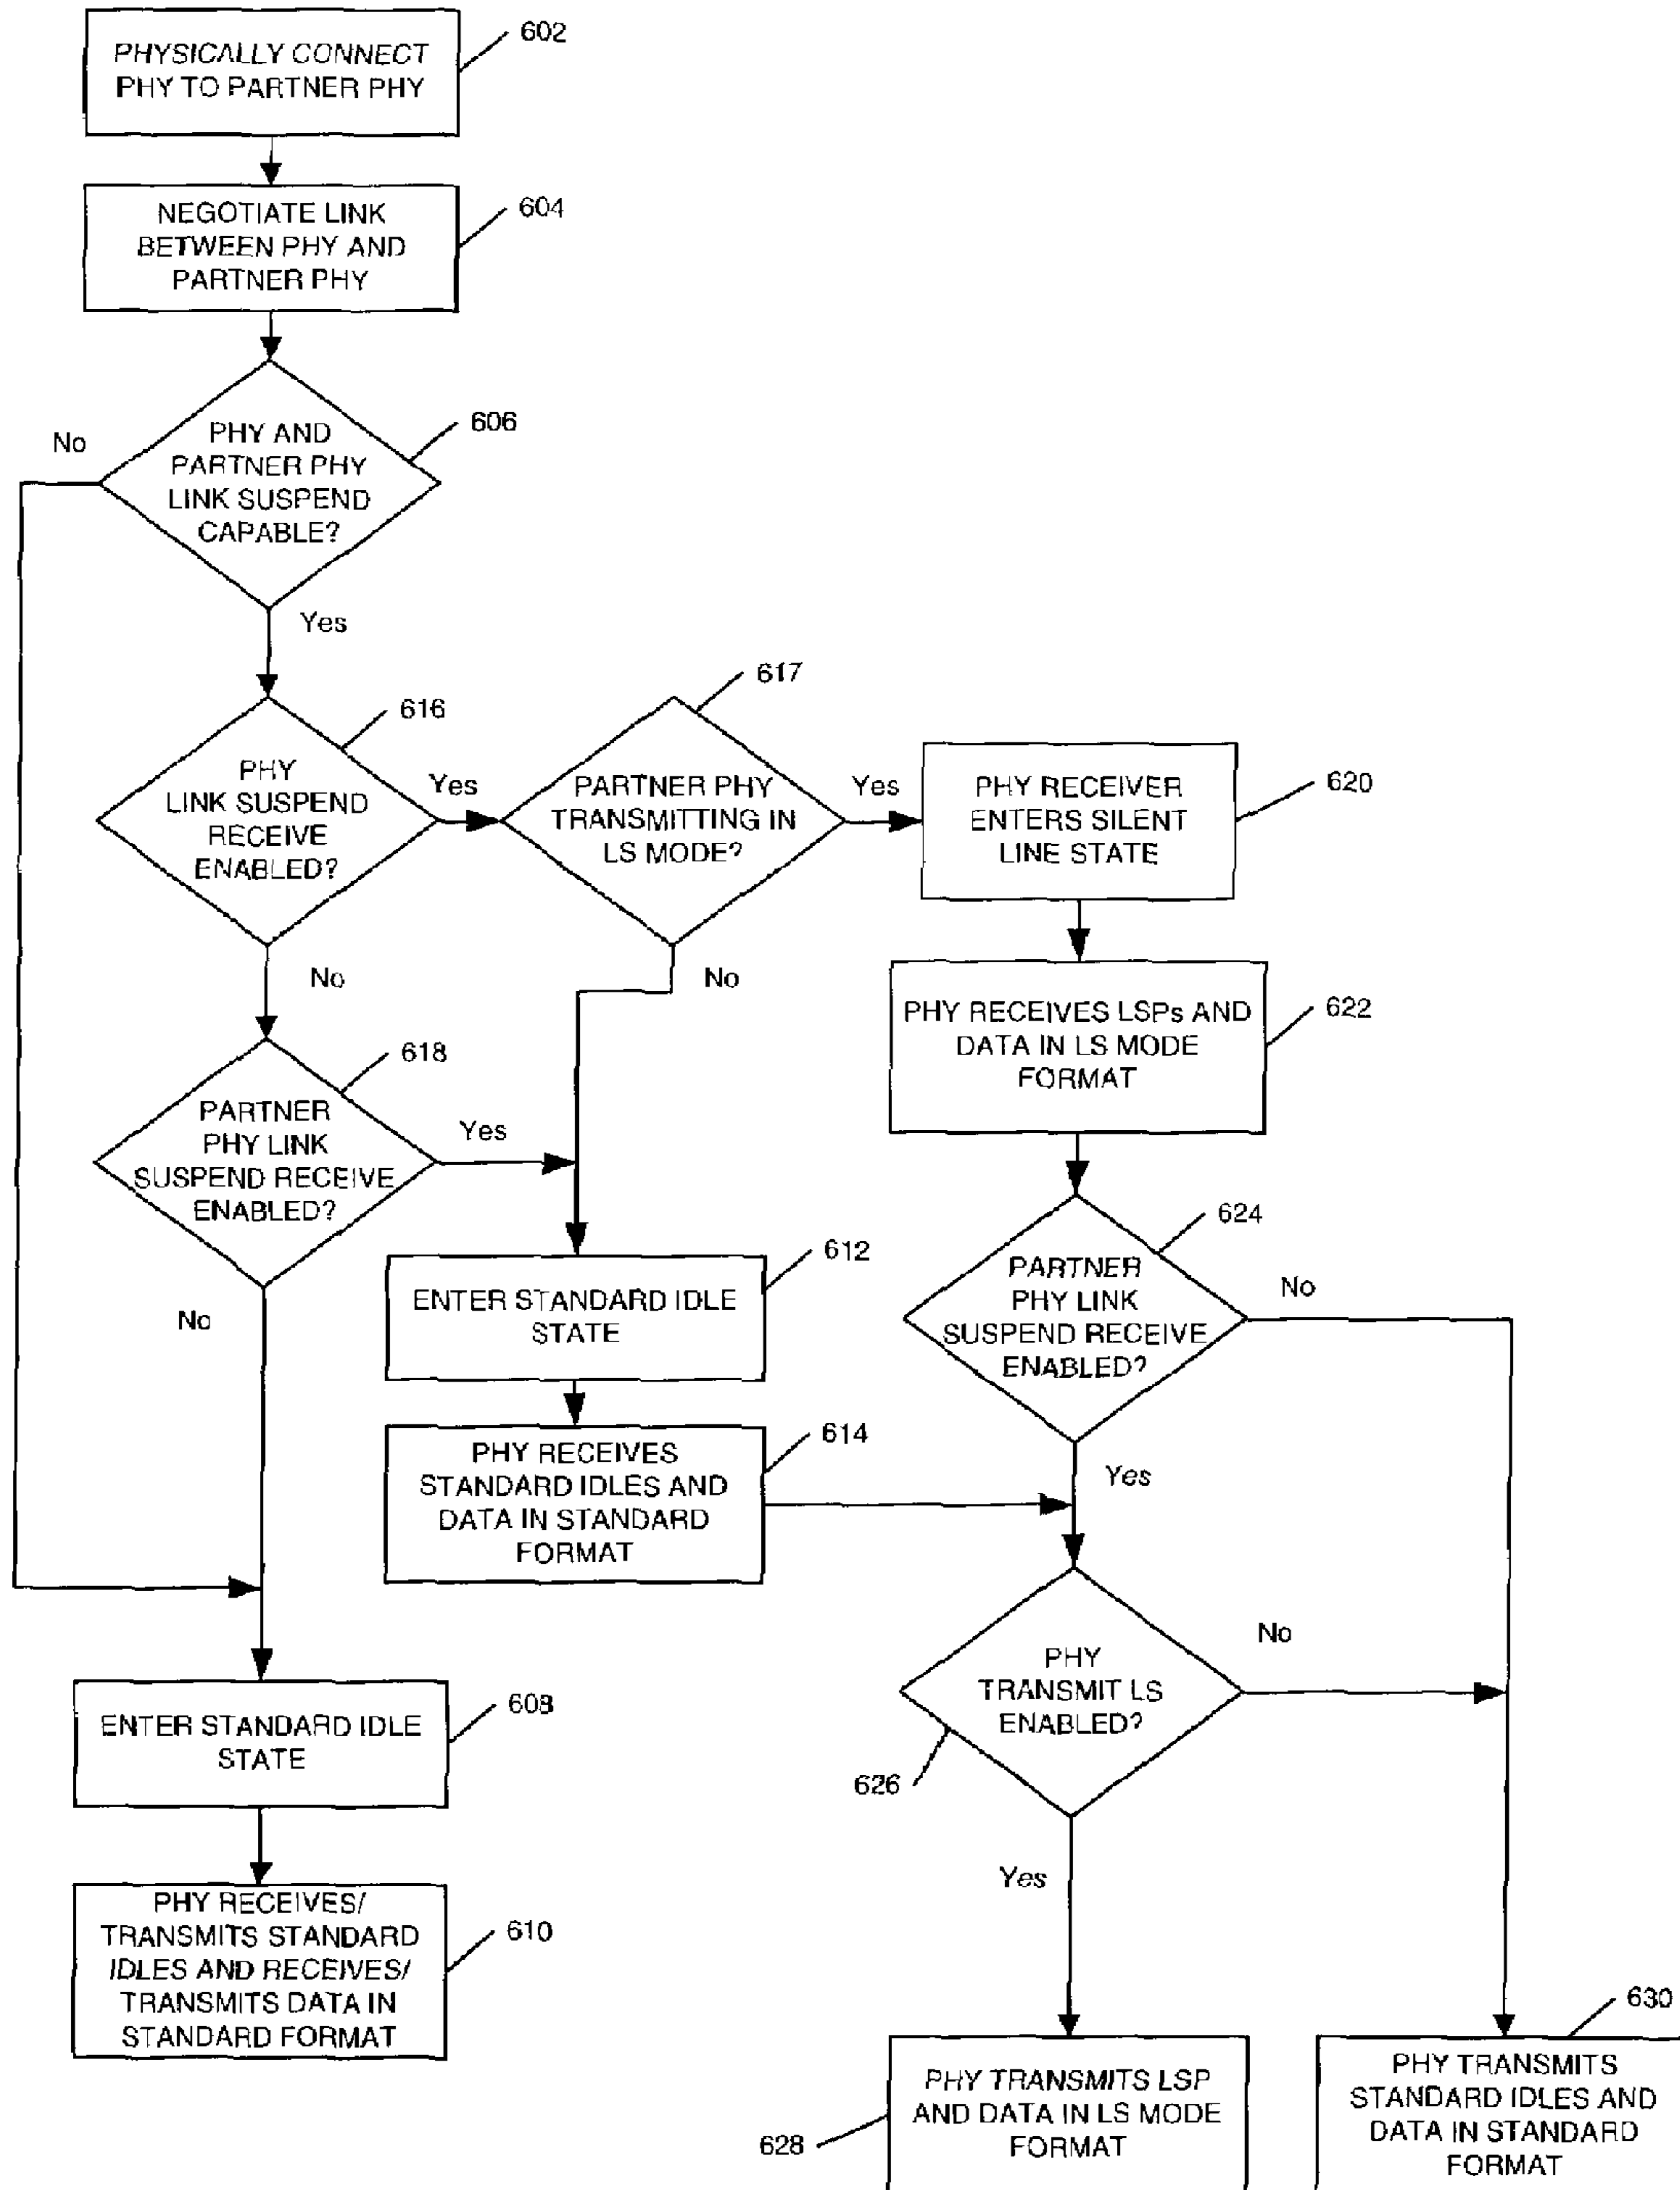 PHYSICALLY CONNECT
PHY TO PARTNER PHY
602
NEGOTIATE LINK
BETWEEN PHY AND
PARTNER PHY
604
No
PHY AND
PARTNER PHY
LINK SUSPEND
CAPABLE?
606
Yes
PHY
LINK SUSPEND
RECEIVE
ENABLED?
616
Yes
PARTNER PHY
TRANSMITTING IN
LS MODE?
617
Yes
PHY RECEIVER
ENTERS SILENT
LINE STATE
620
No
No
PHY RECEIVES LSPs AND
DATA IN LS MODE
FORMAT
622
PARTNER
PHY LINK
SUSPEND RECEIVE
ENABLED?
618
Yes
No
ENTER STANDARD IDLE
STATE
612
PARTNER
PHY LINK
SUSPEND RECEIVE
ENABLED?
624
No
Yes
PHY RECEIVES
STANDARD IDLES AND
DATA IN STANDARD
FORMAT
614
PHY
TRANSMIT LS
ENABLED?
626
No
Yes
ENTER STANDARD IDLE
STATE
608
PHY RECEIVES/
TRANSMITS STANDARD
IDLES AND RECEIVES/
TRANSMITS DATA IN
STANDARD FORMAT
610
PHY TRANSMITS LSP
AND DATA IN LS MODE
FORMAT
628
PHY TRANSMITS
STANDARD IDLES AND
DATA IN STANDARD
FORMAT
630